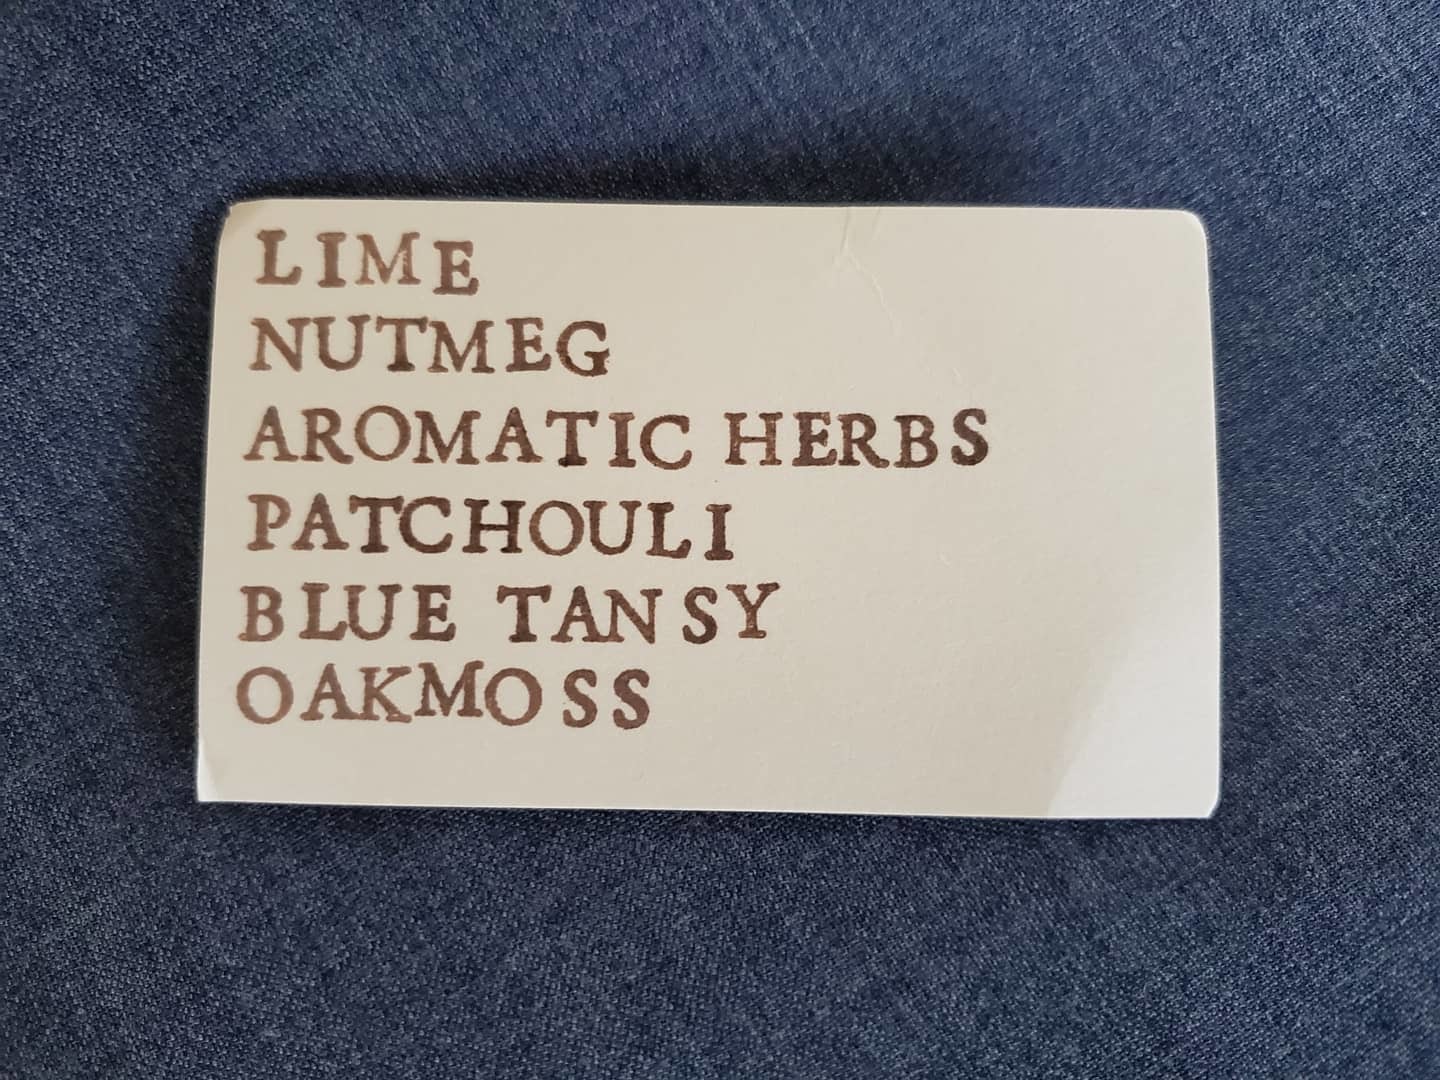 LIME
NUTMEG
AROMATIC HERBS
PATCHOULI
BLUE TANSY
OAKMOSS